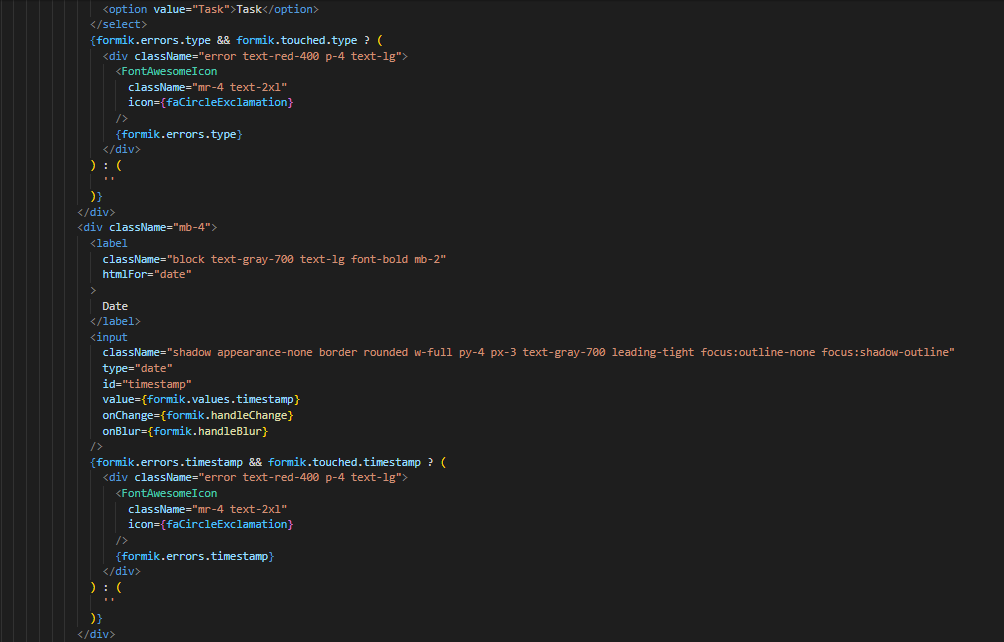 <option value="Task">Task</option>
</select>
{formik.errors.type && formik.touched.type ? (
<div className="error text-red-400 p-4 text-lg">
<FontAwesomeIcon
className="mr-4 text-2xl"
icon={faCircleExclamation}
/>
{formik.errors.type}
</div>
) : (
''
)}
</div>
<div className="mb-4">
<label
className="block text-gray-700 text-lg font-bold mb-2"
htmlFor="date"
>
Date
</label>
<input
className="shadow appearance-none border rounded w-full py-4 px-3 text-gray-700 leading-tight focus:outline-none focus:shadow-outline"
type="date"
id="timestamp"
value={formik.values.timestamp}
onChange={formik.handleChange}
onBlur={formik.handleBlur}
/>
{formik.errors.timestamp && formik.touched.timestamp ? (
<div className="error text-red-400 p-4 text-lg">
<FontAwesomeIcon
className="mr-4 text-2xl"
icon={faCircleExclamation}
/>
{formik.errors.timestamp}
</div>
) : (
''
)}
</div>